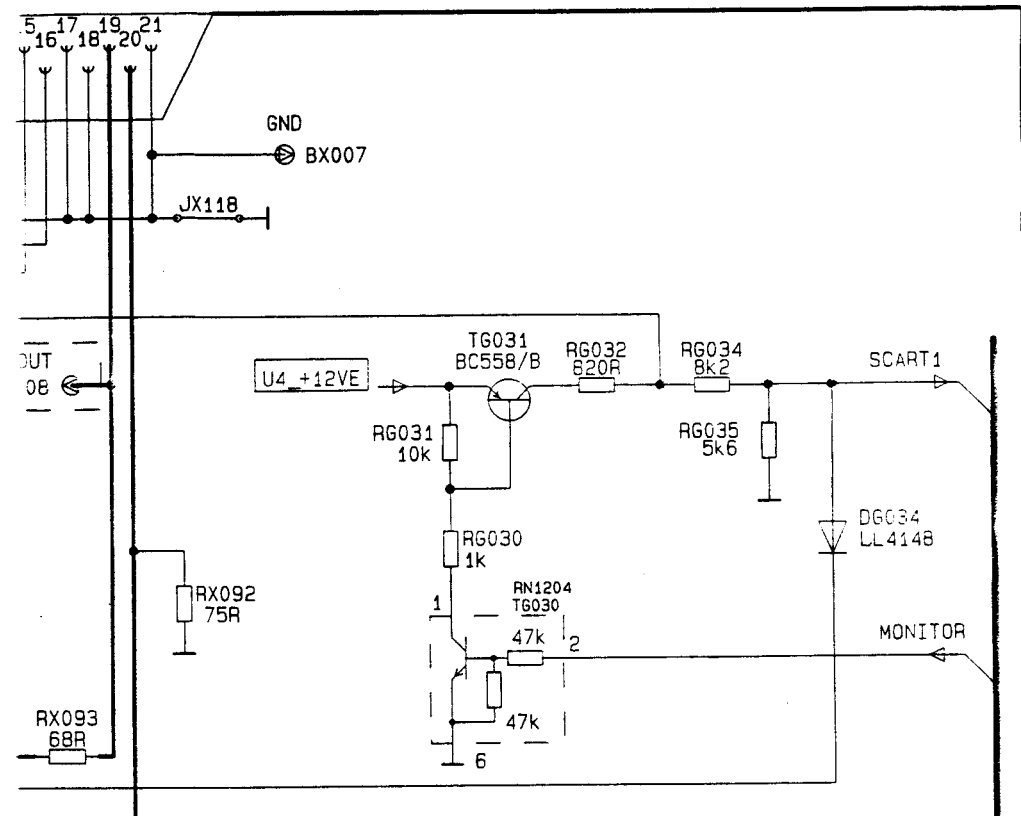 .5 17 19 21
16 18 20
GND
BX007
JX118
OUT
08
U4_+12VE
TG031
BC558/B
RG032
820R
RG034
8k2
SCART1
RG031
10k
RG035
5k6
RG030
1k
DG034
LL4148
RX092
75R
RN1204
TG030
1
47k
2
MONITOR
47k
6
RX093
68R